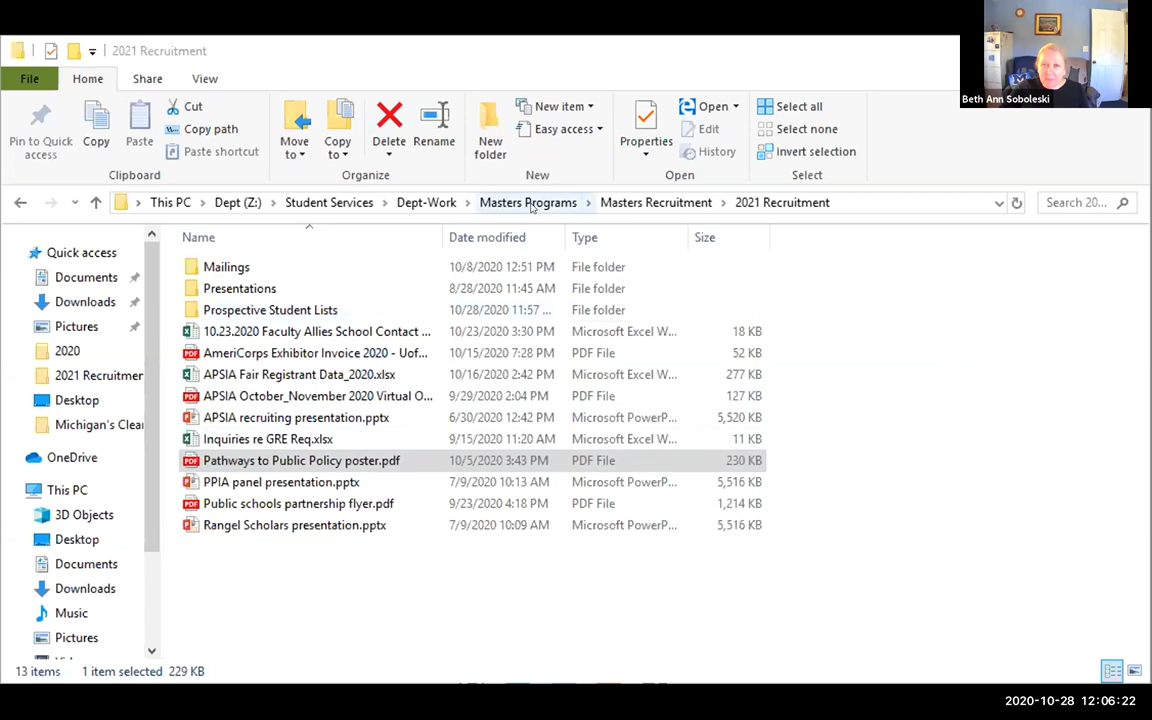 2021 Recruitment
File Home Share View
Pin to Quick access
Copy
Paste
Cut
Copy path
Paste shortcut
Clipboard
Move to
Copy to
Delete
Rename
Organize
New folder
New item
Easy access
New
Properties
Open
Edit
History
Open
Select all
Select none
Invert selection
Select
Beth Ann Soboleski
This PC > Dept (Z:) > Student Services > Dept-Work > Masters Programs > Masters Recruitment > 2021 Recruitment
Search 20...
Quick access
Documents
Downloads
Pictures
2020
2021 Recruitmer
Desktop
Michigan's Clea
OneDrive
This PC
3D Objects
Desktop
Documents
Downloads
Music
Pictures
Name Date modified Type Size
Mailings 10/8/2020 12:51 PM File folder
Presentations 8/28/2020 11:45 AM File folder
Prospective Student Lists 10/28/2020 11:57 ... File folder
10.23.2020 Faculty Allies School Contact ... 10/23/2020 3:30 PM Microsoft Excel W... 18 KB
AmeriCorps Exhibitor Invoice 2020 - Uof... 10/15/2020 7:28 PM PDF File 52 KB
APSIA Fair Registrant Data_2020.xlsx 10/16/2020 2:42 PM Microsoft Excel W... 277 KB
APSIA October_November 2020 Virtual O... 9/29/2020 2:04 PM PDF File 127 KB
APSIA recruiting presentation.pptx 6/30/2020 12:42 PM Microsoft PowerP... 5,520 KB
Inquiries re GRE Req.xlsx 9/15/2020 11:20 AM Microsoft Excel W... 11 KB
Pathways to Public Policy poster.pdf 10/5/2020 3:43 PM PDF File 230 KB
PPIA panel presentation.pptx 7/9/2020 10:13 AM Microsoft PowerP... 5,516 KB
Public schools partnership flyer.pdf 9/23/2020 4:18 PM PDF File 1,214 KB
Rangel Scholars presentation.pptx 7/9/2020 10:09 AM Microsoft PowerP... 5,516 KB
13 items 1 item selected 229 KB
2020-10-28 12:06:22